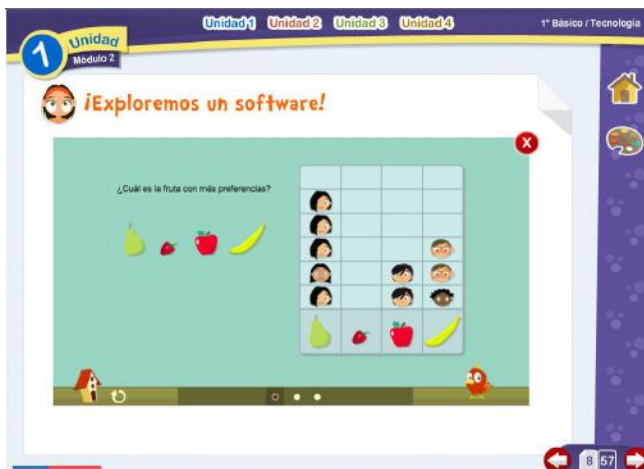 Unidad 1 Unidad 2 Unidad 3 Unidad 4
1° Básico / Tecnología
1 Unidad
Módulo 2
¡Exploremos un software!
X
¿Cuál es la fruta con más preferencias?
8 57